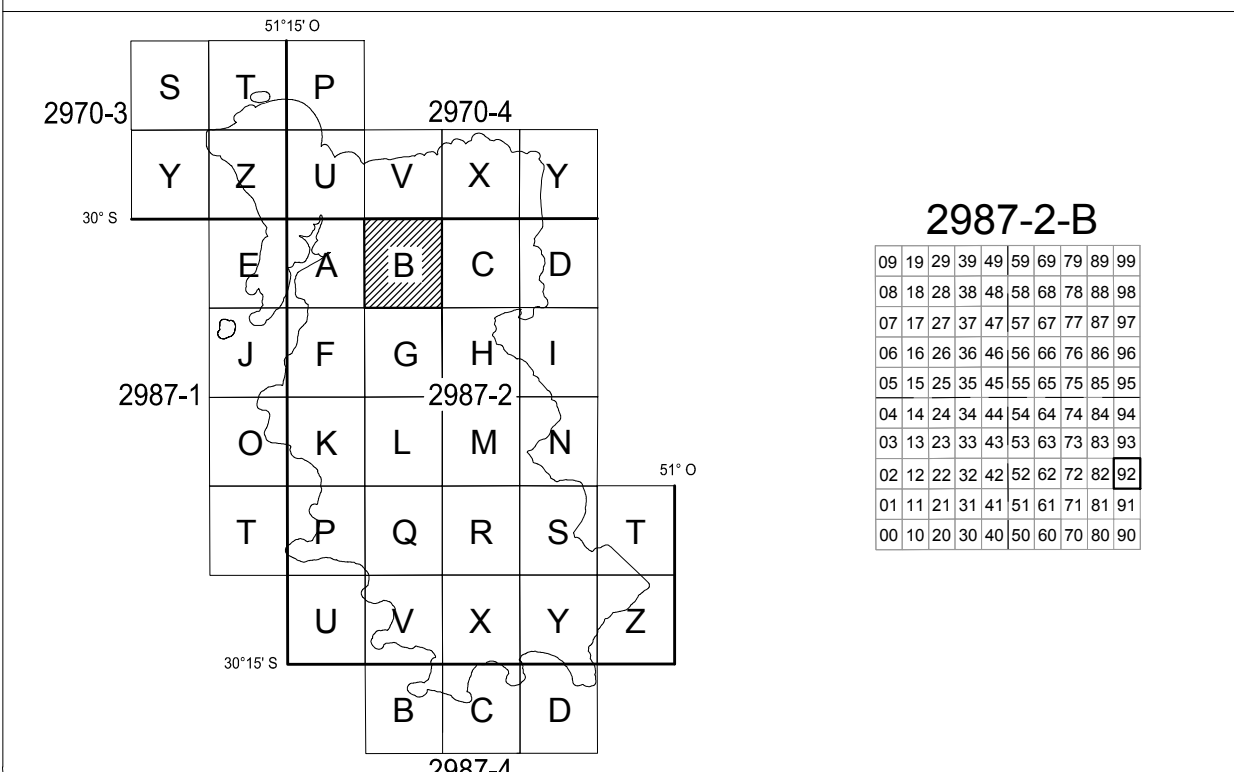 51°15' O
S T P
2970-3
2970-4
Y Z U V X Y
30° S
E A B C D
J F G H I
2987-1
2987-2
O K L M N
51° O
T P Q R S T
U V X Y Z
30°15' S
B C D
2987-4
2987-2-B
09 19 29 39 49 59 69 79 89 99
08 18 28 38 48 58 68 78 88 98
07 17 27 37 47 57 67 77 87 97
06 16 26 36 46 56 66 76 86 96
05 15 25 35 45 55 65 75 85 95
04 14 24 34 44 54 64 74 84 94
03 13 23 33 43 53 63 73 83 93
02 12 22 32 42 52 62 72 82 92
01 11 21 31 41 51 61 71 81 91
00 10 20 30 40 50 60 70 80 90